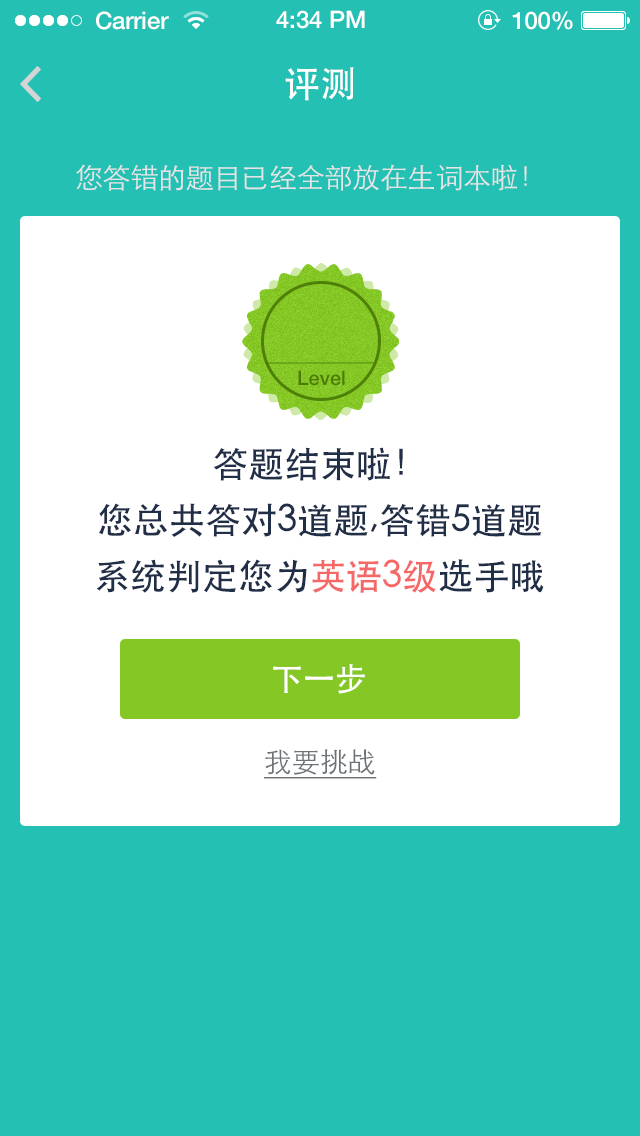 Carrier 4:34 PM 100%
评测
您答错的题目已经全部放在生词本啦！
Level
答题结束啦！
您总共答对3道题,答错5道题
系统判定您为英语3级选手哦
下一步
我要挑战